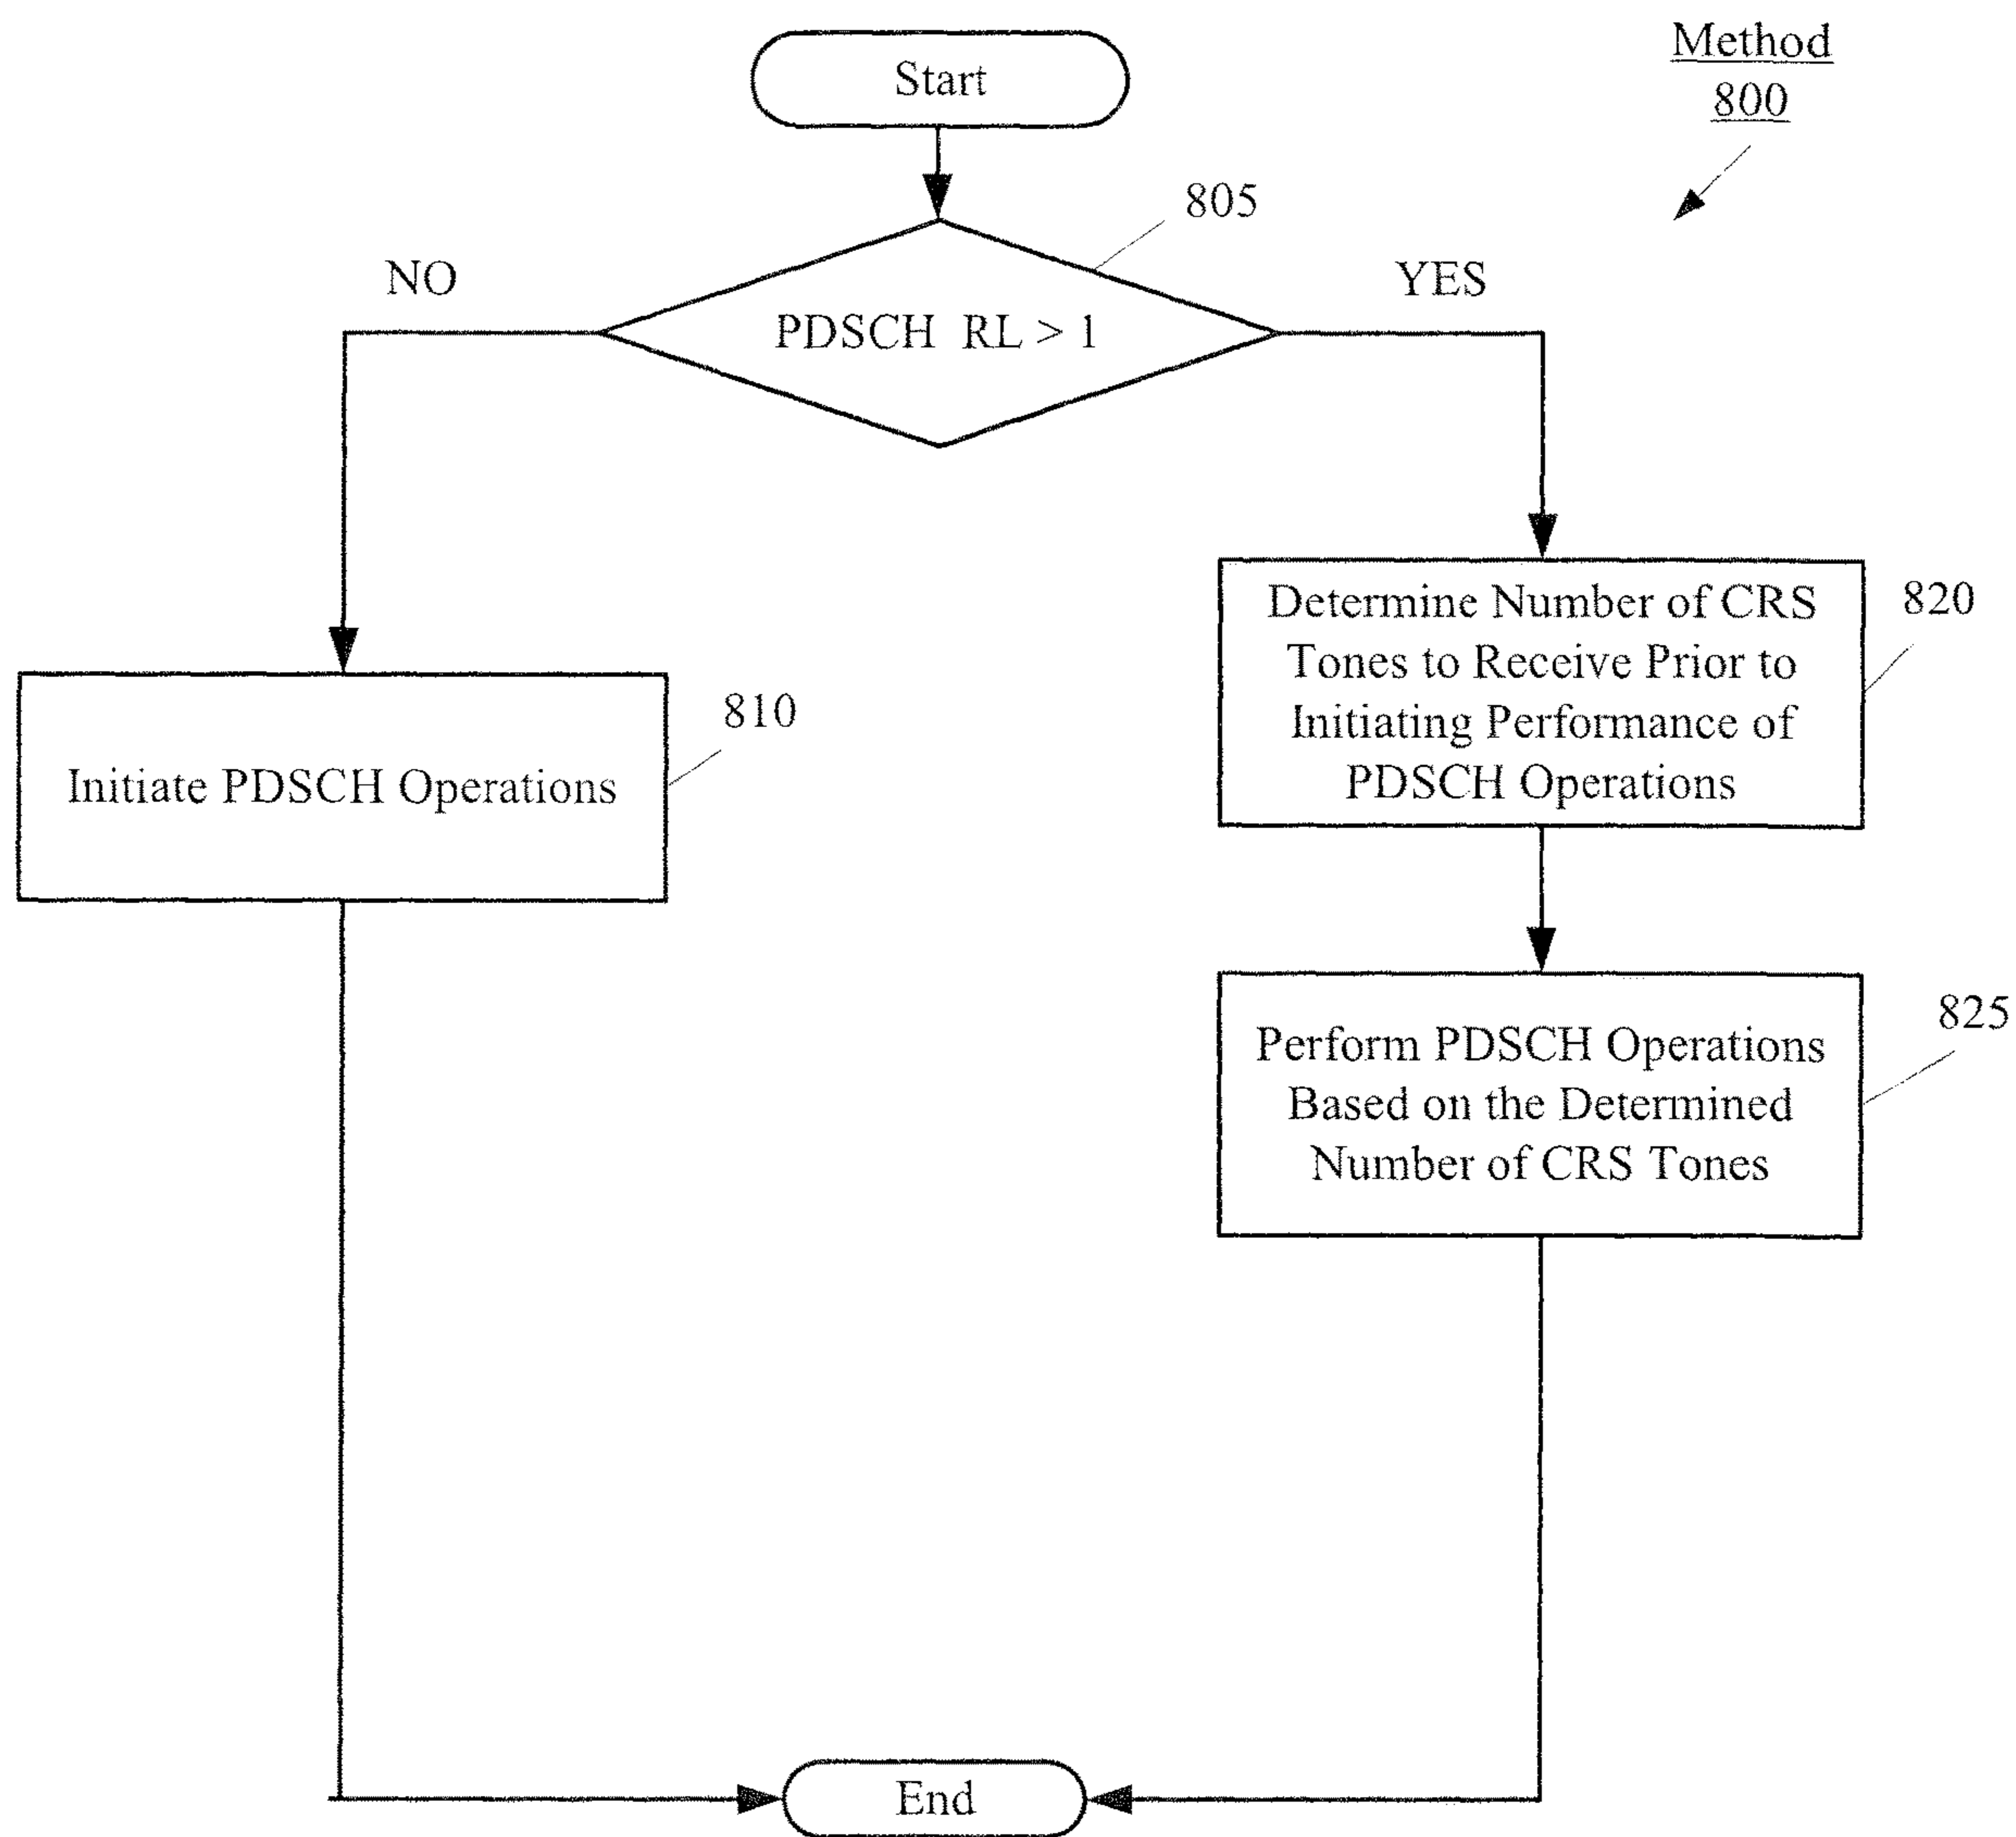 Method
800
Start
805
NO
YES
PDSCH RL > 1
Determine Number of CRS
Tones to Receive Prior to
Initiating Performance of
PDSCH Operations
820
810
Initiate PDSCH Operations
825
Perform PDSCH Operations
Based on the Determined
Number of CRS Tones
End